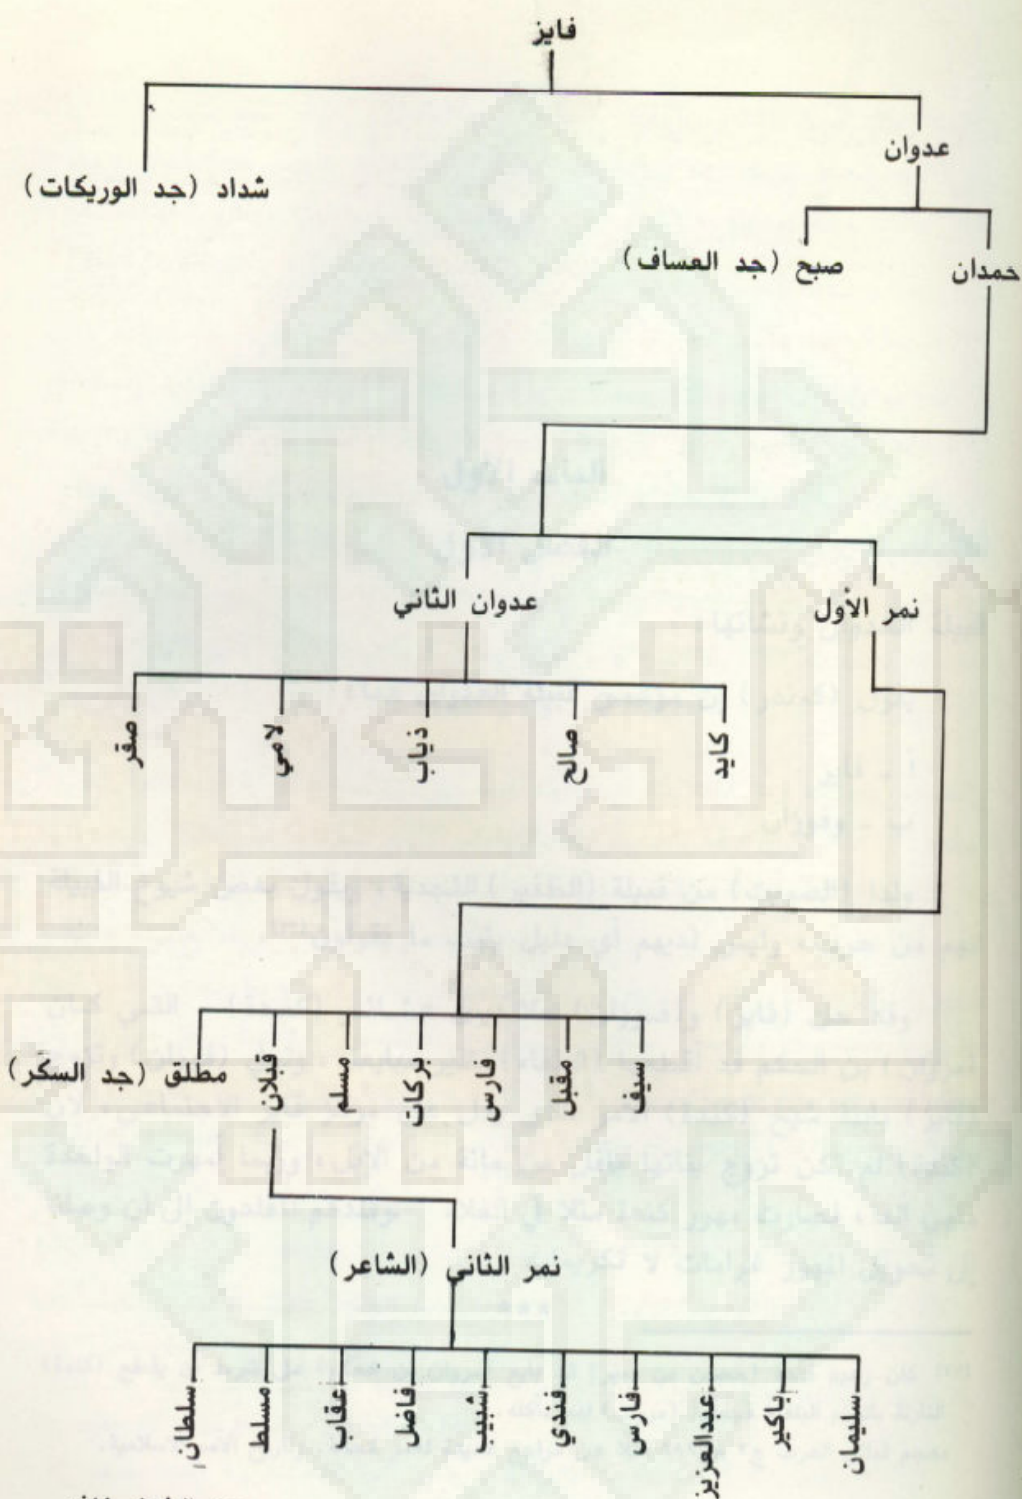 فايز
عدوان
شداد (جد الوريكات)
صبح (جد العساف)
حمدان
نمر الأول
عدوان الثاني
كايد
صالح
ذياب
لامي
صقر
سيف
مقبل
فارس
بركات
مسلم
قبلان
مطلق (جد السكر)
نمر الثاني (الشاعر)
سليمان
باكير
عبدالعزيز
فارس
فندي
شبيب
فاضل
عقاب
مسلط
سلطان